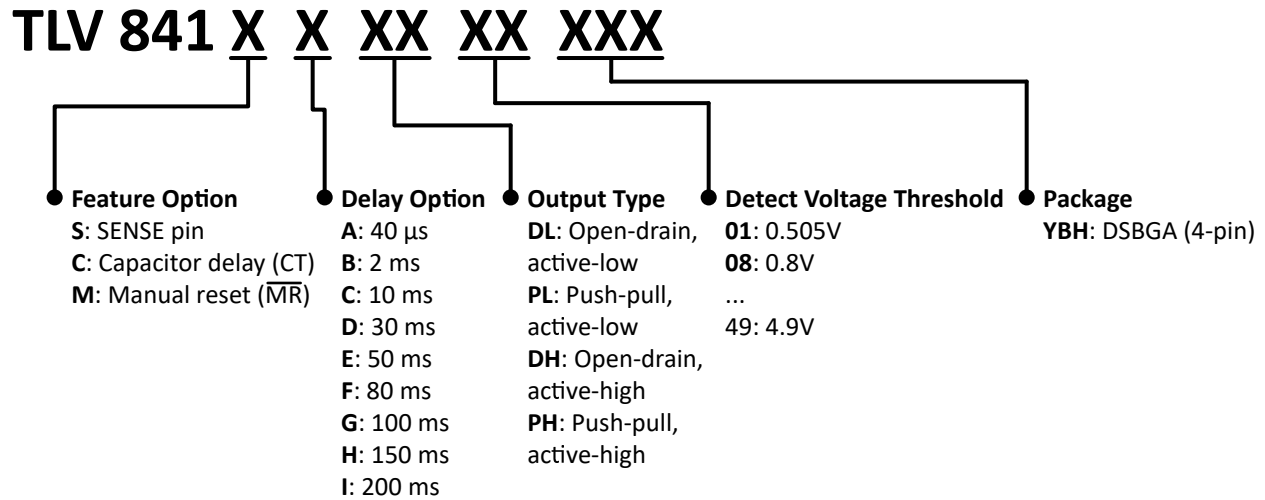 TLV 841 X X XX XX XXX
Feature Option
S: SENSE pin
C: Capacitor delay (CT)
M: Manual reset (M̅R̅)
Delay Option
A: 40 µs
B: 2 ms
C: 10 ms
D: 30 ms
E: 50 ms
F: 80 ms
G: 100 ms
H: 150 ms
I: 200 ms
Output Type
DL: Open-drain,
active-low
PL: Push-pull,
active-low
DH: Open-drain,
active-high
PH: Push-pull,
active-high
Detect Voltage Threshold
01: 0.505V
08: 0.8V
...
49: 4.9V
Package
YBH: DSBGA (4-pin)